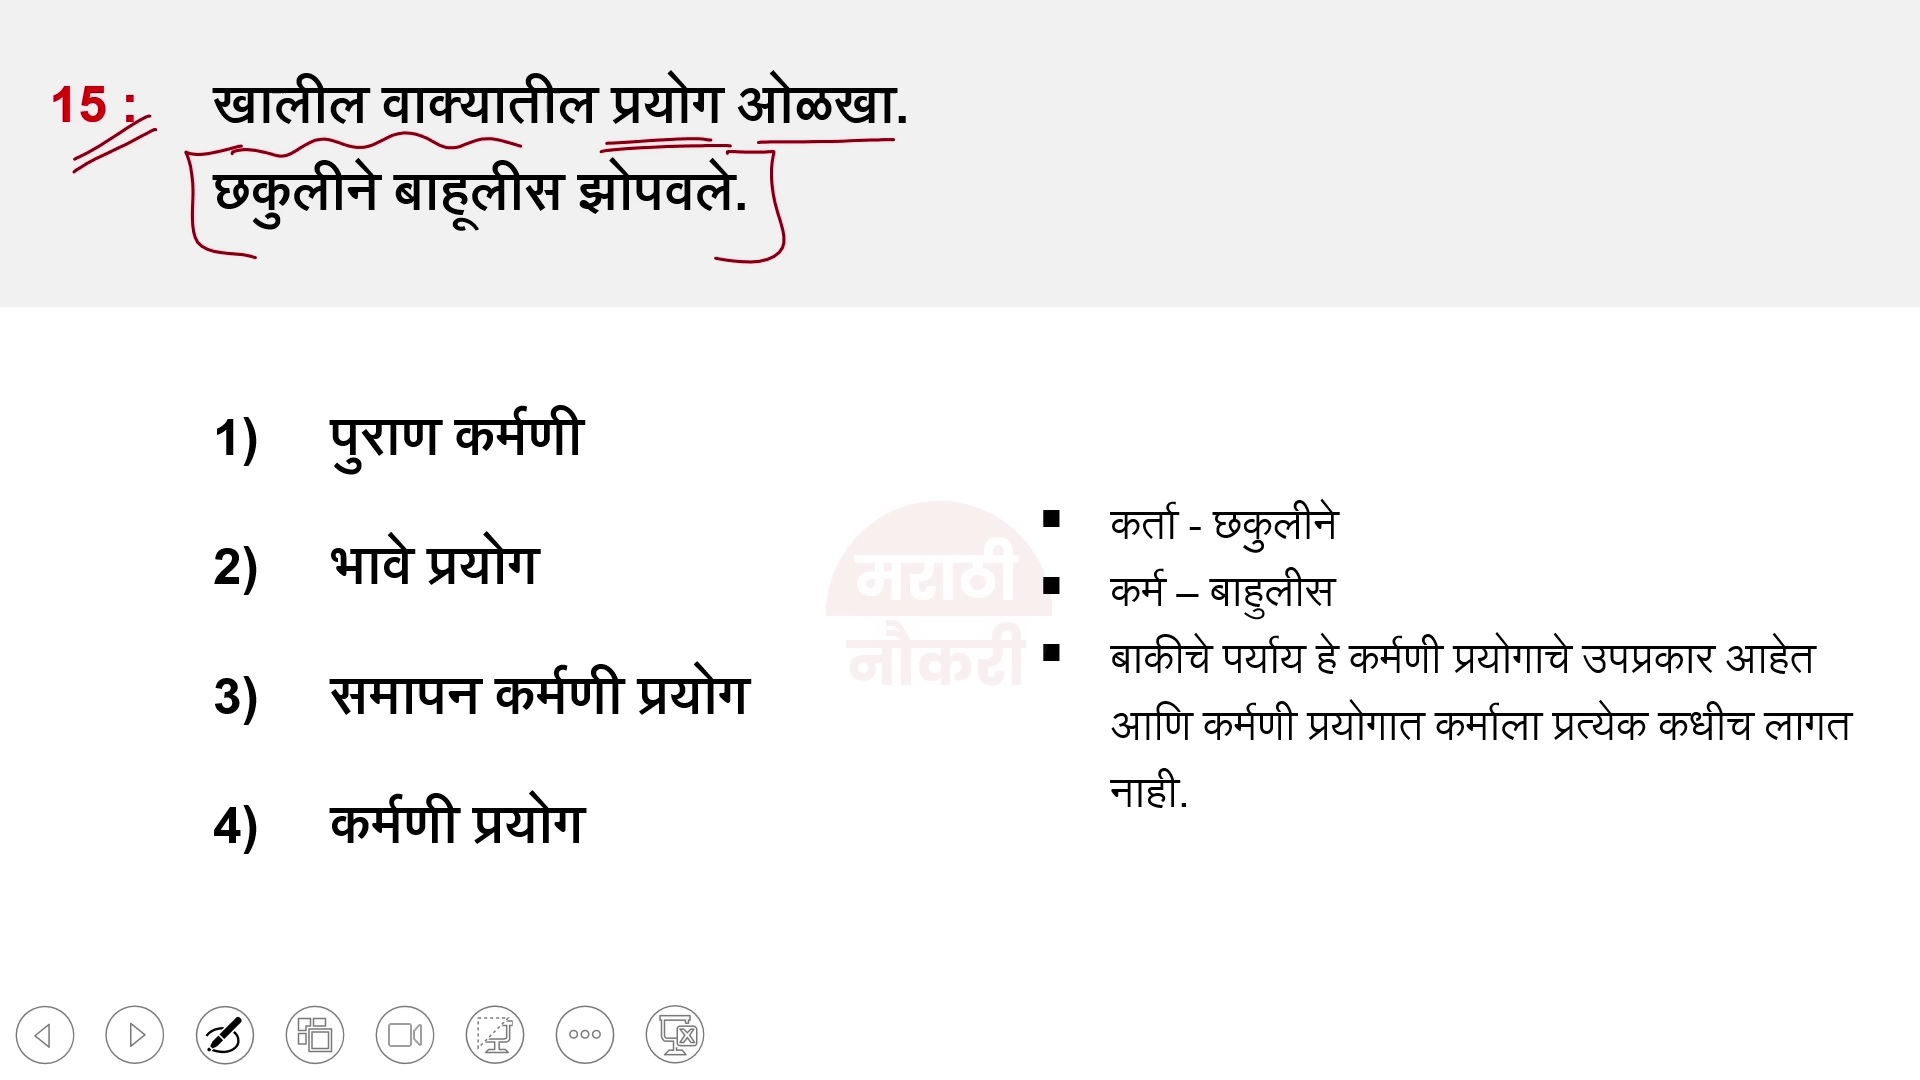 15 : खालील वाक्यातील प्रयोग ओळखा.
छकुलीने बाहूलीस झोपवले.
1) पुराण कर्मणी
2) भावे प्रयोग
3) समापन कर्मणी प्रयोग
4) कर्मणी प्रयोग
मराठी
नौकरी
▪ कर्ता - छकुलीने
▪ कर्म – बाहुलीस
▪ बाकीचे पर्याय हे कर्मणी प्रयोगाचे उपप्रकार आहेत
आणि कर्मणी प्रयोगात कर्माला प्रत्येक कधीच लागत
नाही.